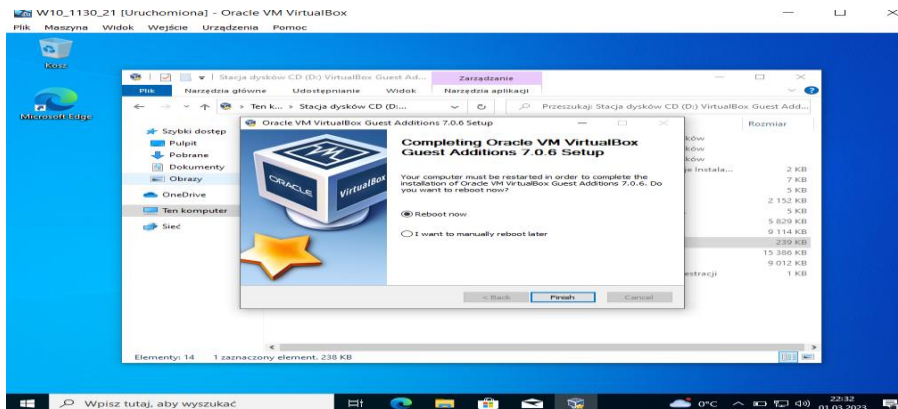 W10_1130_21 [Uruchomiona] - Oracle VM VirtualBox
Plik Maszyna Widok Wejście Urządzenia Pomoc
Kosz
Microsoft Edge
Stacja dysków CD (D:) VirtualBox Guest Ad...
Zarządzanie
Plik Narzędzia główne Udostępnianie Widok Narzędzia aplikacji
Ten k... > Stacja dysków CD (D:...
Przeszukaj: Stacja dysków CD (D:) VirtualBox Guest Add...
Rozmiar
Szybki dostęp
Pulpit
Pobrane
Dokumenty
Obrazy
OneDrive
Ten komputer
Sieć
Oracle VM VirtualBox Guest Additions 7.0.6 Setup
ORACLE
VirtualBox
Completing Oracle VM VirtualBox
Guest Additions 7.0.6 Setup
Your computer must be restarted in order to complete the
installation of Oracle VM VirtualBox Guest Additions 7.0.6. Do
you want to reboot now?
Reboot now
I want to manually reboot later
< Back Finish Cancel
ków
ków
ków
je Instala... 2 KB
7 KB
5 KB
2 152 KB
5 KB
5 829 KB
9 114 KB
239 KB
15 386 KB
9 012 KB
estracji 1 KB
Elementy: 14 1 zaznaczony element. 238 KB
Wpisz tutaj, aby wyszukać
0°C
22:32
01.03.2023